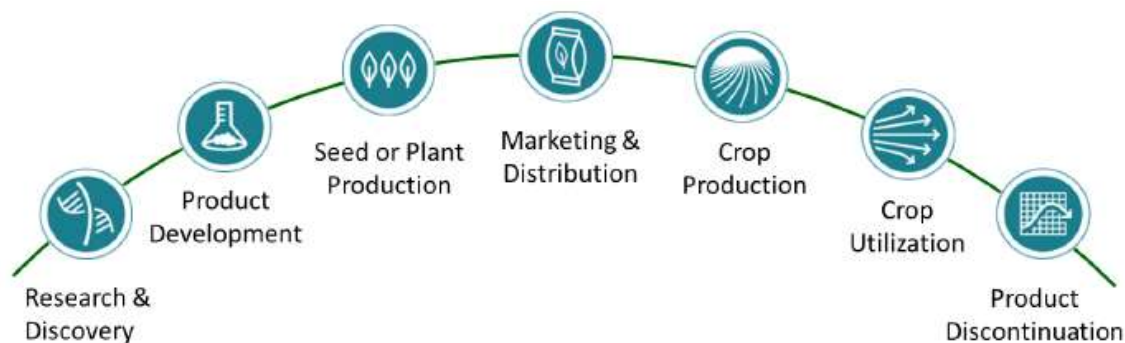 Research &
Discovery
Product
Development
Seed or Plant
Production
Marketing &
Distribution
Crop
Production
Crop
Utilization
Product
Discontinuation